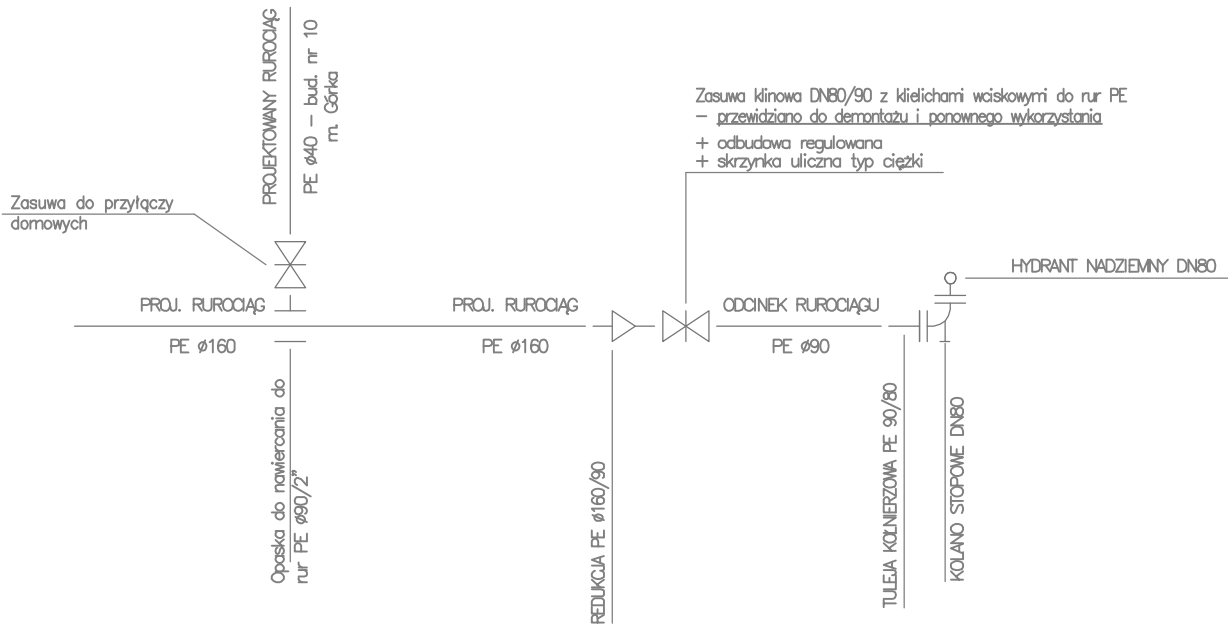 PROJEKTOWANY RUROCIĄG
PE ø40 – bud. nr 10
m. Górka
Zasuwa klinowa DN80/90 z klielichami wciskowymi do rur PE
– przewidziano do demontażu i ponownego wykorzystania
+ odbudowa regulowana
+ skrzynka uliczna typ ciężki
Zasuwa do przyłączy
domowych
HYDRANT NADZIEMNY DN80
PROJ. RUROCIĄG
PE ø160
PROJ. RUROCIĄG
PE ø160
ODCINEK RUROCIĄGU
PE ø90
Opaska do nawiercania do
rur PE ø90/2"
REDUKCJA PE ø160/90
TULEJA KOŁNIERZOWA PE 90/80
KOLANO STOPOWE DN80